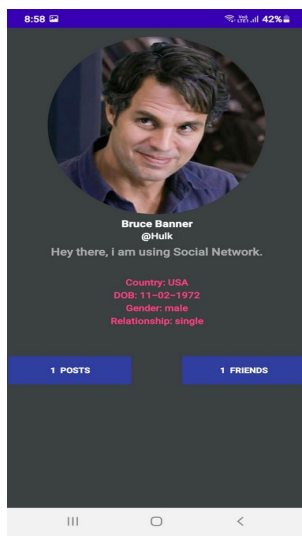 8:58
42%
Bruce Banner
@Hulk
Hey there, i am using Social Network.
Country: USA
DOB: 11-02-1972
Gender: male
Relationship: single
1 POSTS
1 FRIENDS